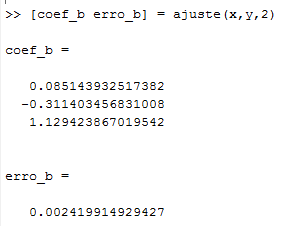 >> [coef_b erro_b] = ajuste(x,y,2)
coef_b =
0.085143932517382
-0.311403456831008
1.129423867019542
erro_b =
0.002419914929427